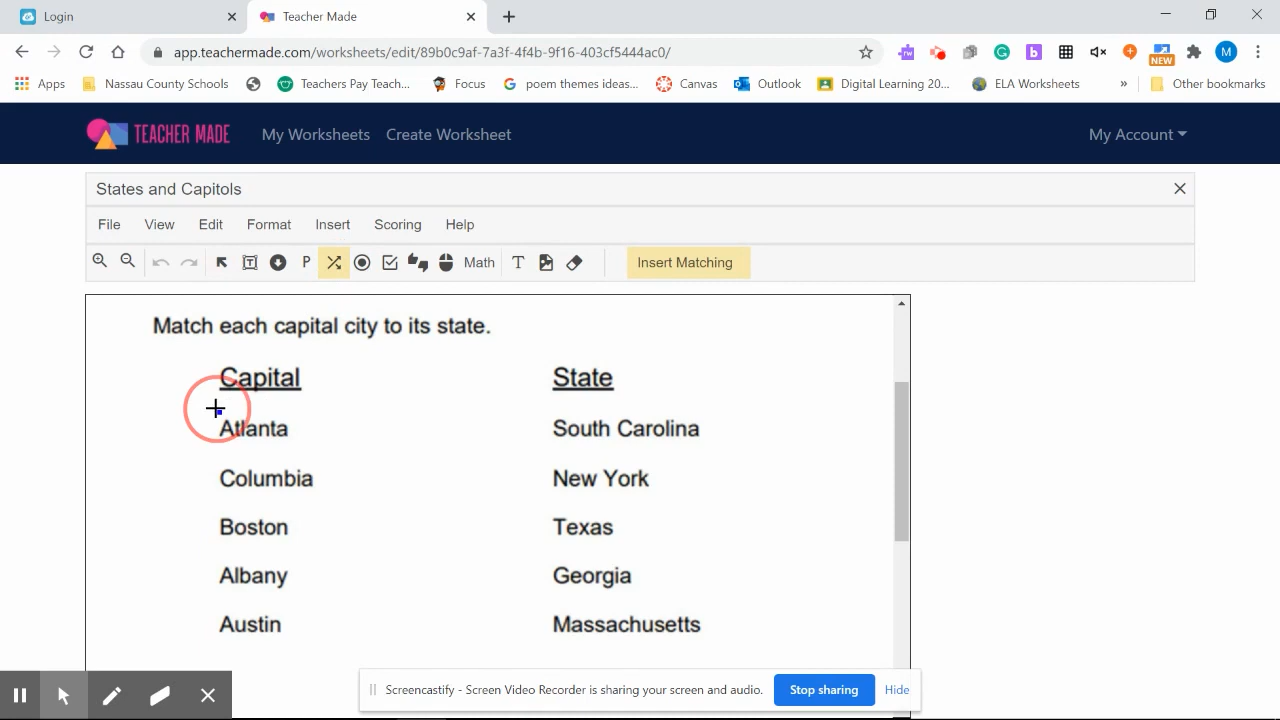 Login
Teacher Made
app.teachermade.com/worksheets/edit/89b0c9af-7a3f-4f4b-9f16-403cf5444ac0/
NEW
M
Apps
Nassau County Schools
Teachers Pay Teach...
Focus
poem themes ideas...
Canvas
Outlook
Digital Learning 20...
ELA Worksheets
»
Other bookmarks
TEACHER MADE
My Worksheets
Create Worksheet
My Account
States and Capitols
File View Edit Format Insert Scoring Help
P
Math
T
Insert Matching
Match each capital city to its state.
Capital State
Atlanta South Carolina
Columbia New York
Boston Texas
Albany Georgia
Austin Massachusetts
Screencastify - Screen Video Recorder is sharing your screen and audio.
Stop sharing
Hide